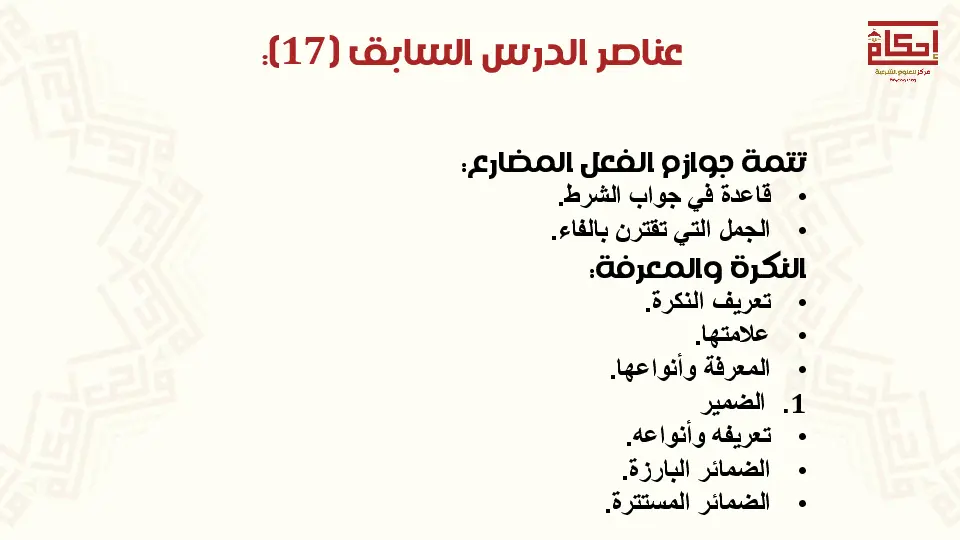 إحكام
مركز للعلوم الشرعية
عناصر الدرس السابق (17):
تتمة جوازم الفعل المضارع:
• قاعدة في جواب الشرط.
• الجمل التي تقترن بالفاء.
النكرة والمعرفة:
• تعريف النكرة.
• علامتها.
• المعرفة وأنواعها.
1. الضمير
• تعريفه وأنواعه.
• الضمائر البارزة.
• الضمائر المستترة.